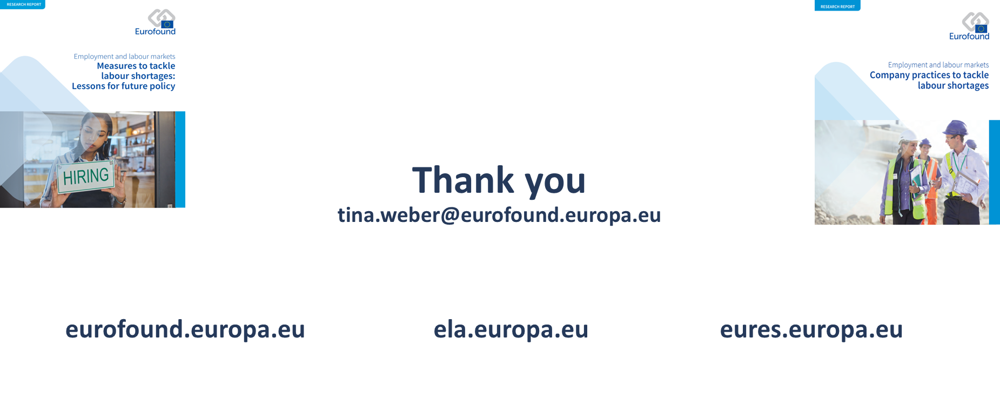 RESEARCH REPORT
Eurofound
Employment and labour markets
Measures to tackle
labour shortages:
Lessons for future policy
HIRING
RESEARCH REPORT
Eurofound
Employment and labour markets
Company practices to tackle
labour shortages
Thank you
tina.weber@eurofound.europa.eu
eurofound.europa.eu
ela.europa.eu
eures.europa.eu